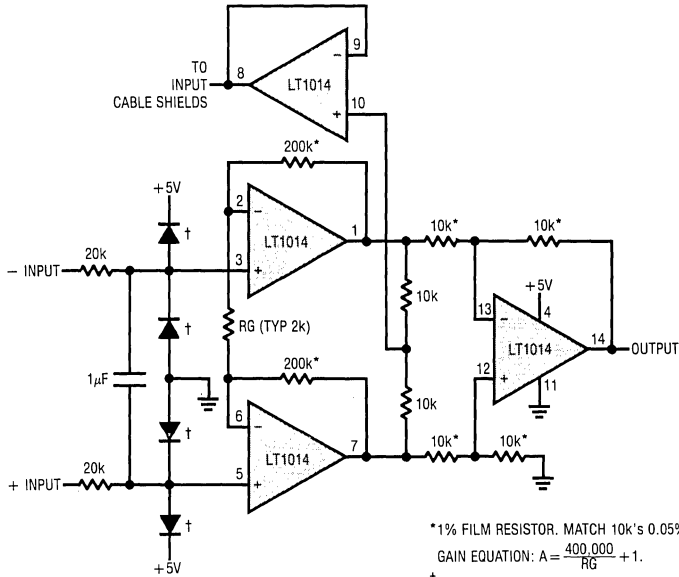 TO
INPUT
CABLE SHIELDS
8
9
LT1014
10
200k*
+5V
†
2
LT1014
1
10k*
10k*
20k
− INPUT
3
†
10k
+5V
13
4
RG (TYP 2k)
LT1014
14
OUTPUT
1µF
200k*
12
11
10k
†
6
LT1014
7
10k*
10k*
20k
+ INPUT
5
†
+5V
*1% FILM RESISTOR. MATCH 10k's 0.05%
GAIN EQUATION: A = 400,000 / RG + 1.